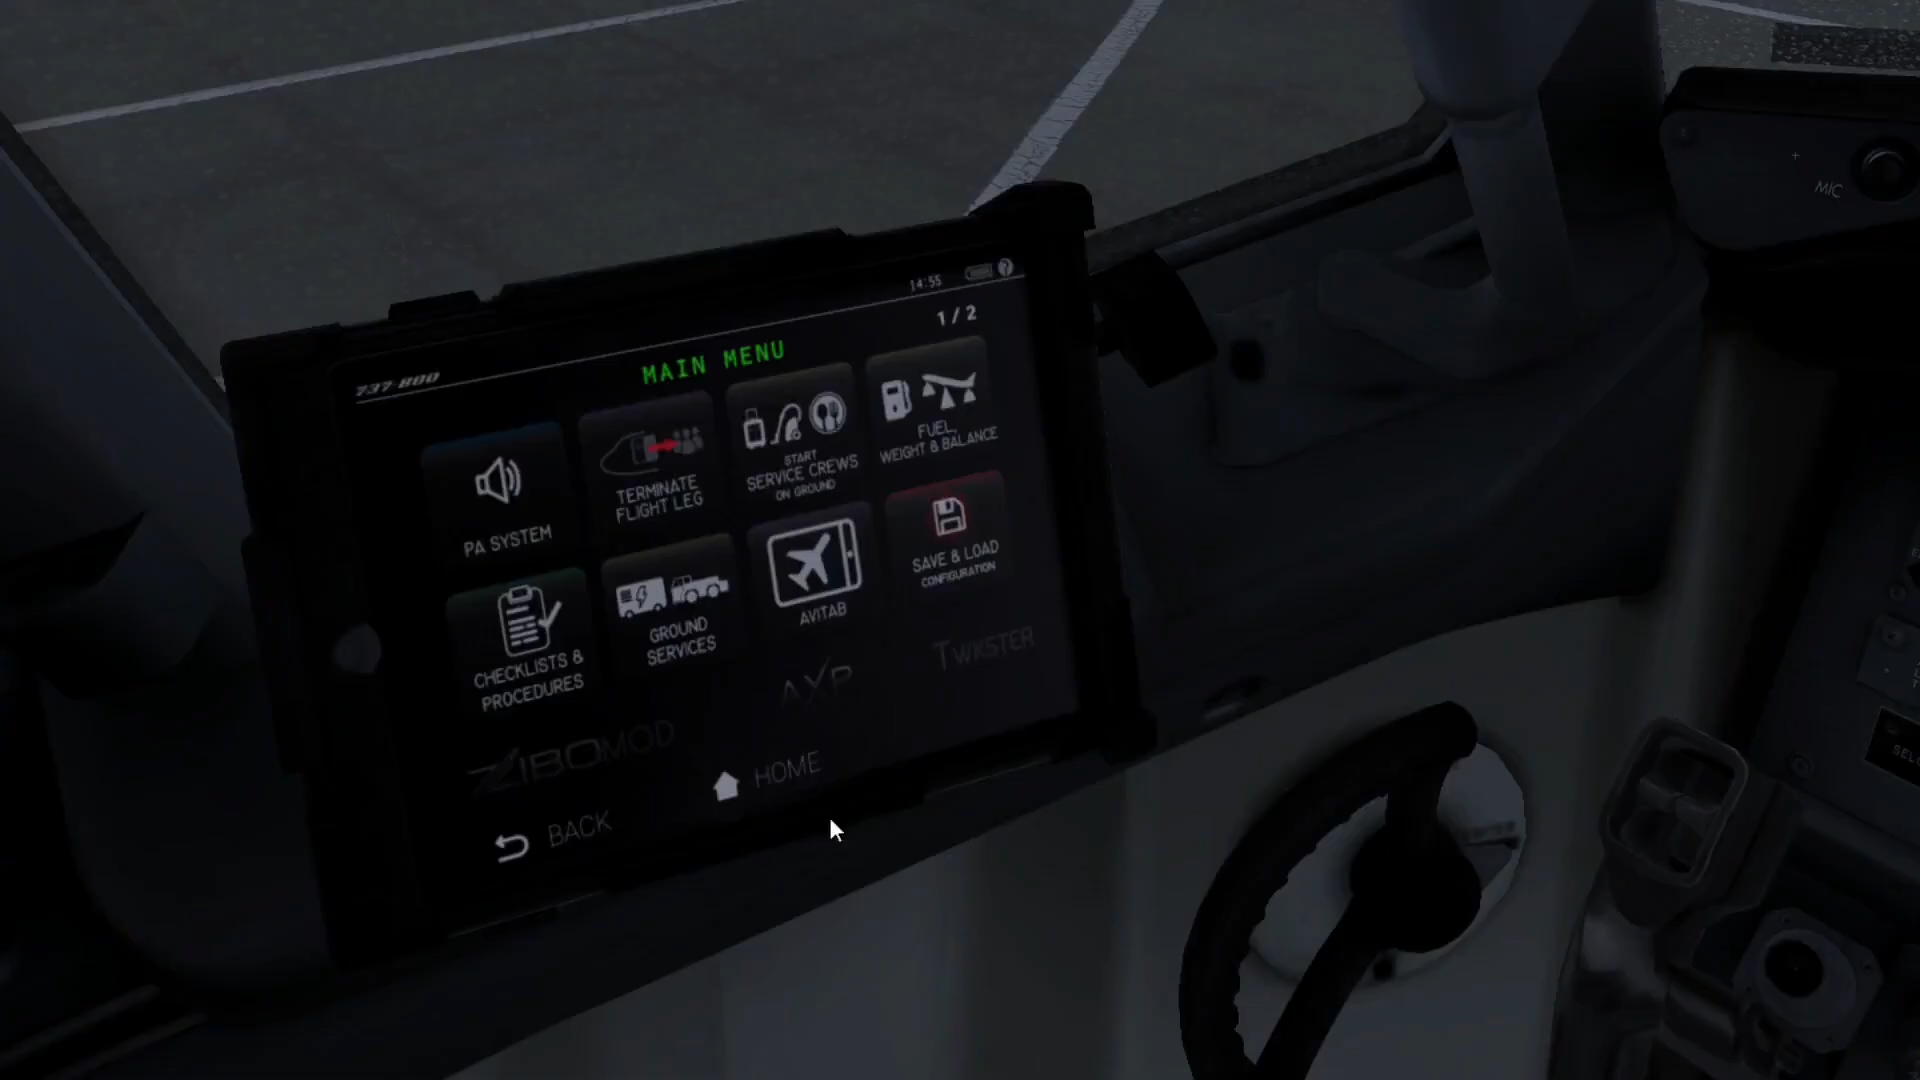 14:55
1/2
737-800
MAIN MENU
PA SYSTEM
TERMINATE
FLIGHT LEG
START
SERVICE CREWS
ON GROUND
FUEL,
WEIGHT & BALANCE
CHECKLISTS &
PROCEDURES
GROUND
SERVICES
AVITAB
SAVE & LOAD
CONFIGURATION
ZIBOMOD
AXP
TWKSTER
BACK
HOME
MIC